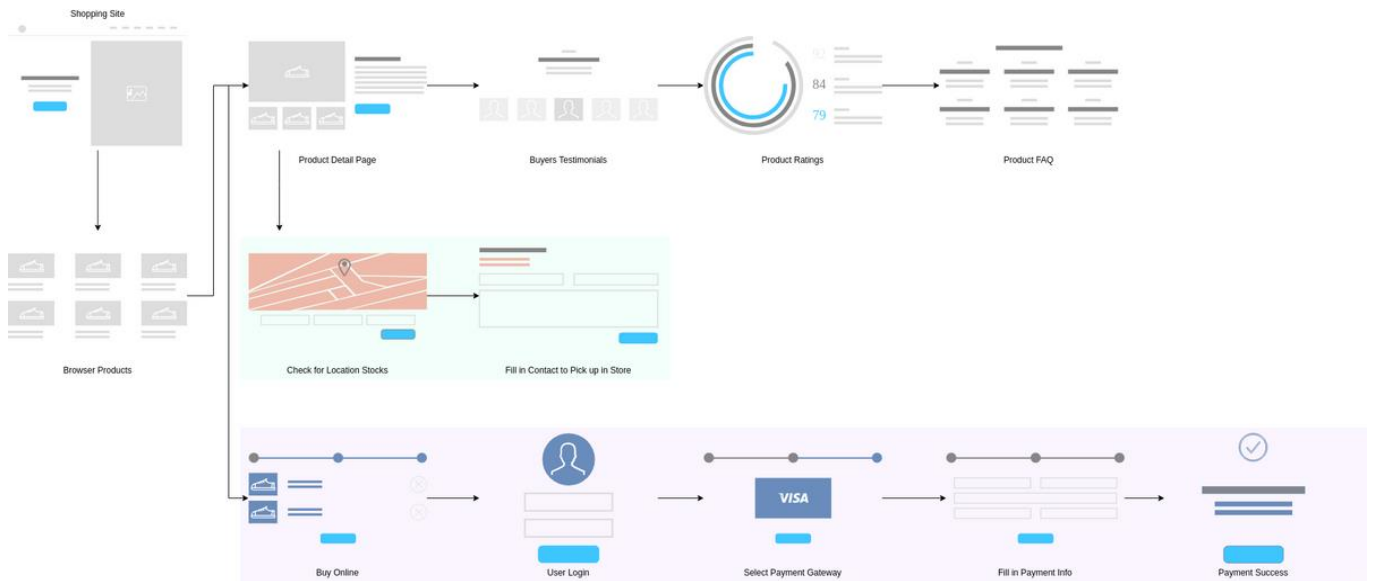 Shopping Site
92
84
79
Product Detail Page
Buyers Testimonials
Product Ratings
Product FAQ
Browser Products
Check for Location Stocks
Fill in Contact to Pick up in Store
VISA
Buy Online
User Login
Select Payment Gateway
Fill in Payment Info
Payment Success